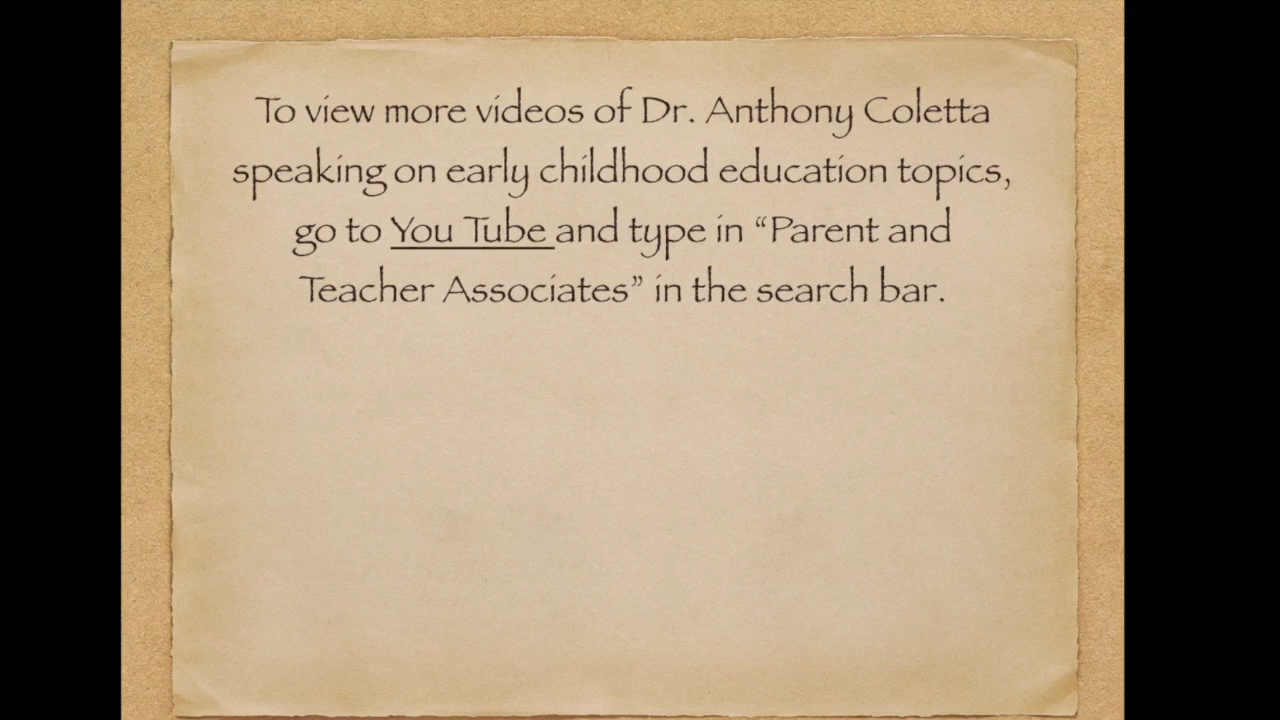 To view more videos of Dr. Anthony Coletta
speaking on early childhood education topics,
go to You Tube and type in “Parent and
Teacher Associates” in the search bar.